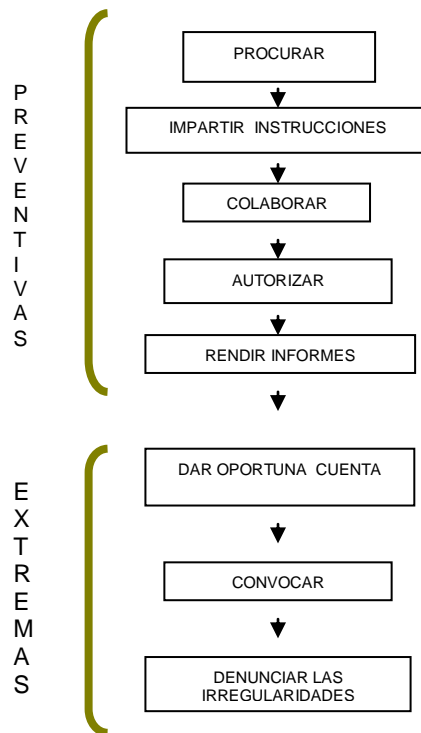 PREVENTIVAS
PROCURAR
IMPARTIR INSTRUCCIONES
COLABORAR
AUTORIZAR
RENDIR INFORMES
EXTREMAS
DAR OPORTUNA CUENTA
CONVOCAR
DENUNCIAR LAS
IRREGULARIDADES